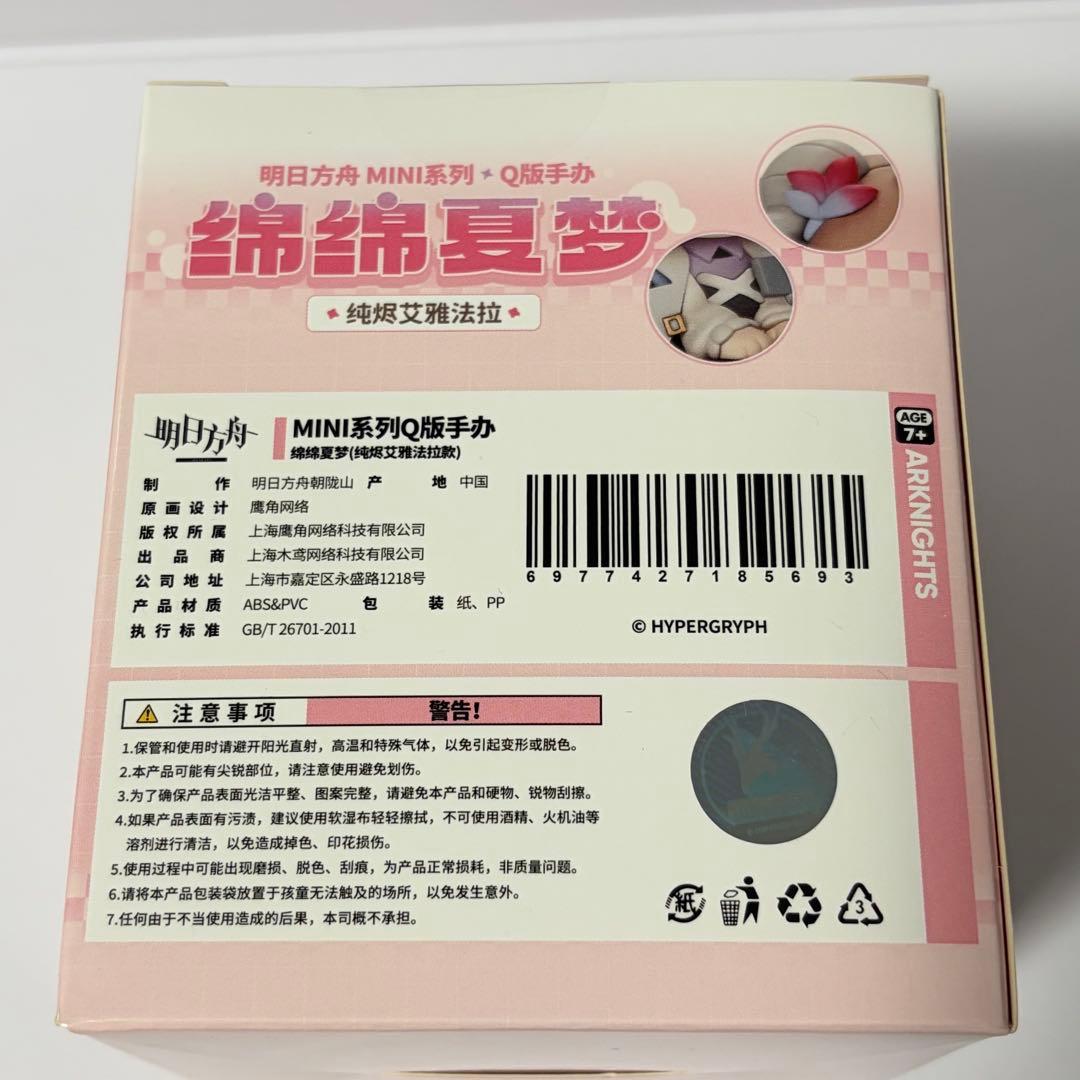 明日方舟 MINI系列 Q版手办
绵绵夏梦
纯烬艾雅法拉
明日方舟
MINI系列Q版手办
绵绵夏梦(纯烬艾雅法拉款)
制作 明日方舟朝陇山 产地 中国
原画设计 鹰角网络
版权所属 上海鹰角网络科技有限公司
出品商 上海木鸢网络科技有限公司
公司地址 上海市嘉定区永盛路1218号
产品材质 ABS&PVC 包装 纸、PP
执行标准 GB/T 26701-2011
6977427185693
© HYPERGRYPH
AGE
7+
ARKNIGHTS
注意事项 警告!
1.保管和使用时请避开阳光直射，高温和特殊气体，以免引起变形或脱色。
2.本产品可能有尖锐部位，请注意使用避免划伤。
3.为了确保产品表面光洁平整、图案完整，请避免本产品和硬物、锐物刮擦。
4.如果产品表面有污渍，建议使用软湿布轻轻擦拭，不可使用酒精、火机油等
溶剂进行清洁，以免造成掉色、印花损伤。
5.使用过程中可能出现磨损、脱色、刮痕，为产品正常损耗，非质量问题。
6.请将本产品包装袋放置于孩童无法触及的场所，以免发生意外。
7.任何由于不当使用造成的后果，本司概不承担。
紙
3